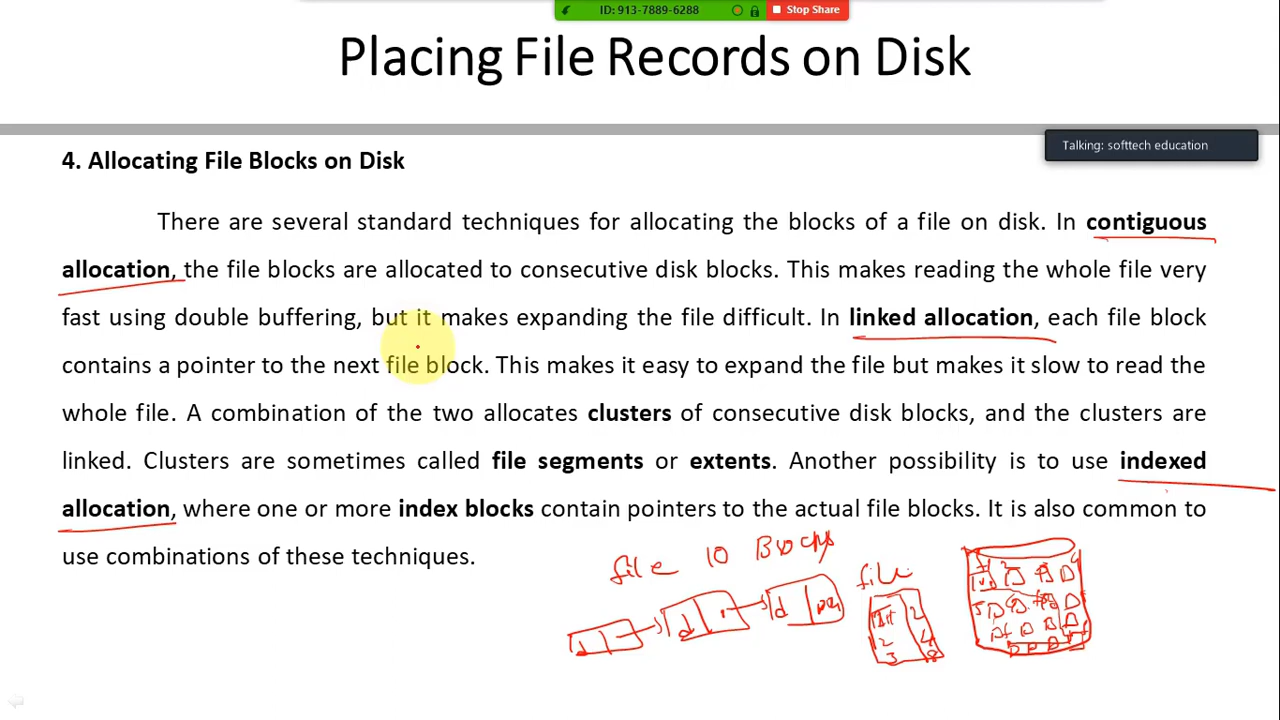 ID: 913-7889-6288 Stop Share
Placing File Records on Disk
Talking: softtech education
4. Allocating File Blocks on Disk
There are several standard techniques for allocating the blocks of a file on disk. In contiguous
allocation, the file blocks are allocated to consecutive disk blocks. This makes reading the whole file very
fast using double buffering, but it makes expanding the file difficult. In linked allocation, each file block
contains a pointer to the next file block. This makes it easy to expand the file but makes it slow to read the
whole file. A combination of the two allocates clusters of consecutive disk blocks, and the clusters are
linked. Clusters are sometimes called file segments or extents. Another possibility is to use indexed
allocation, where one or more index blocks contain pointers to the actual file blocks. It is also common to
use combinations of these techniques.
file 10 Blocks
file
d d
2
2 4
3 8